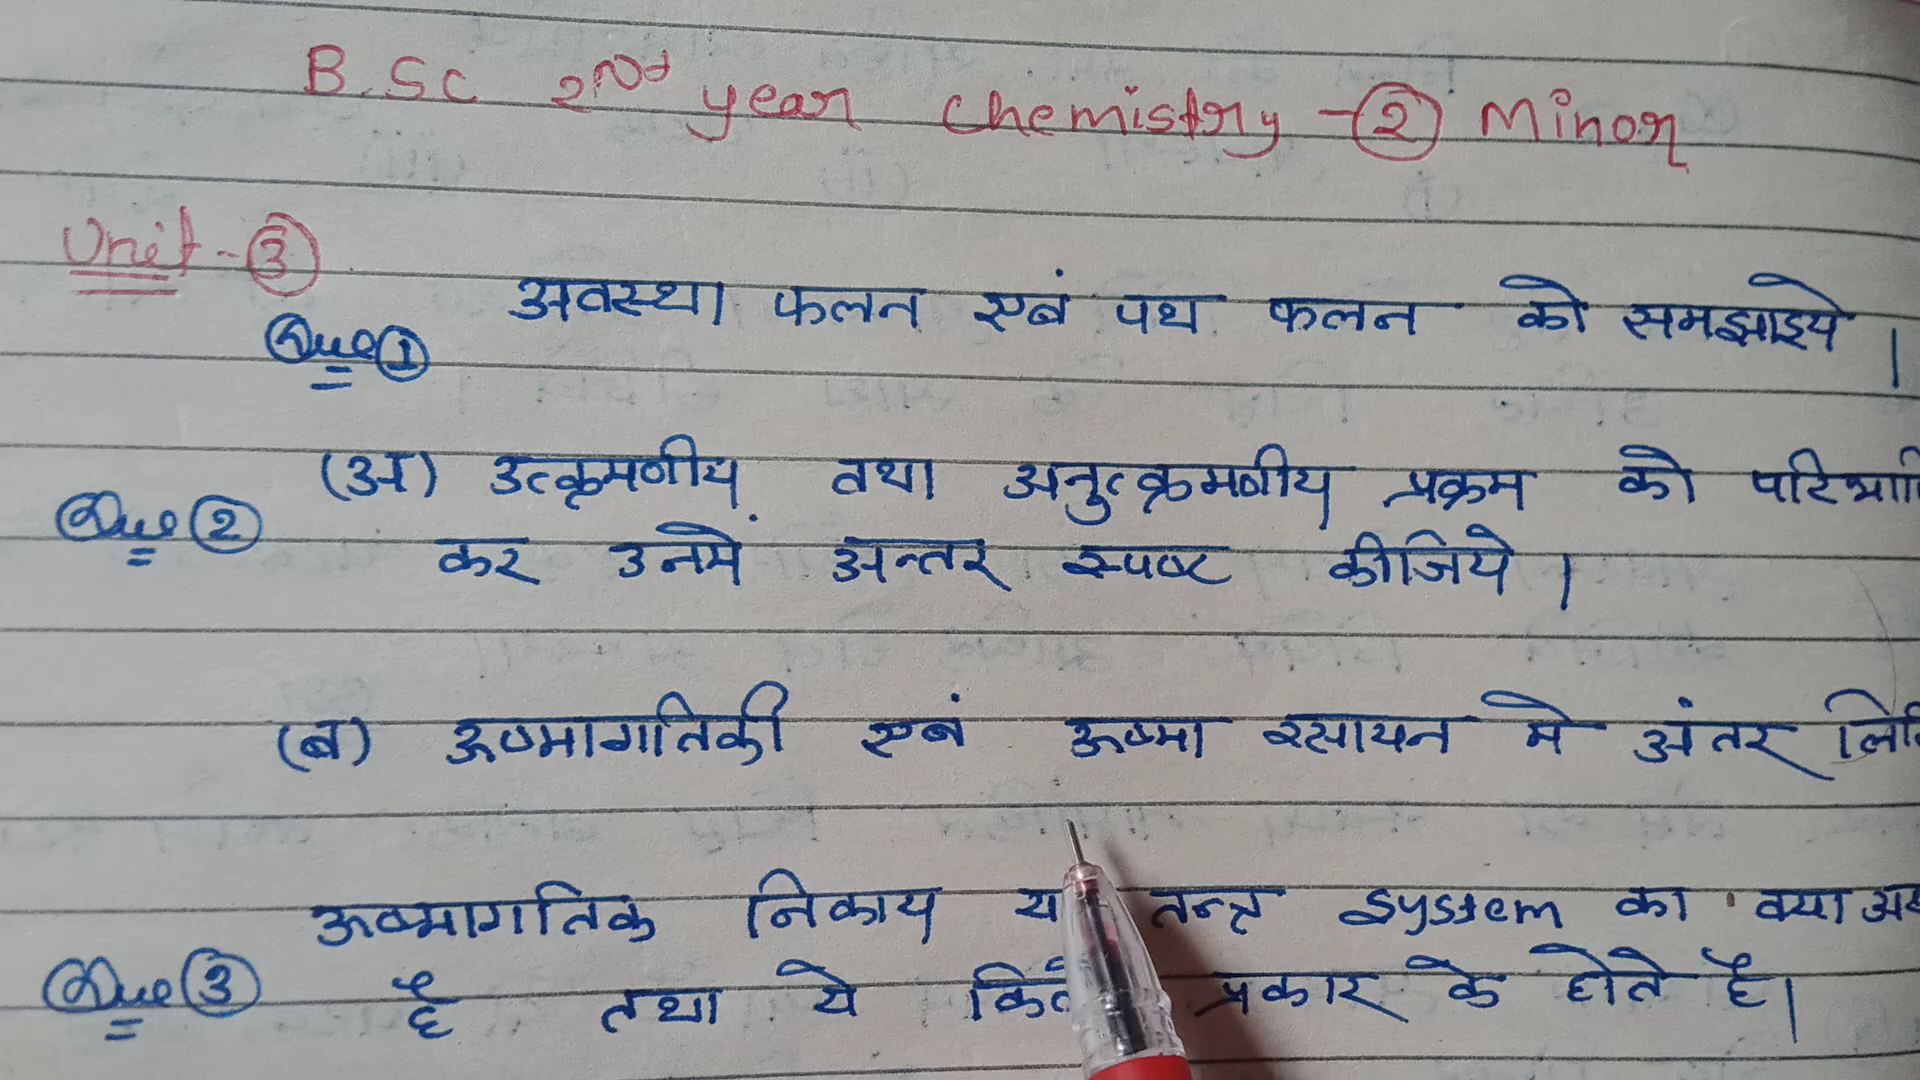 B.Sc 2nd year Chemistry - 2 Minor
Unit - 3
Que 1 अवस्था फलन एवं पथ फलन को समझाइये ।
(अ) उत्क्रमणीय तथा अनुत्क्रमणीय प्रक्रम को
Que 2 कर उनमें अन्तर स्पष्ट कीजिये ।
(ब) ऊष्मागतिकी एवं ऊष्मा रसायन मे अंतर
ऊष्मागतिक निकाय तन्त्र System का क्या
Que 3 है तथा ये प्रकार के होते है।